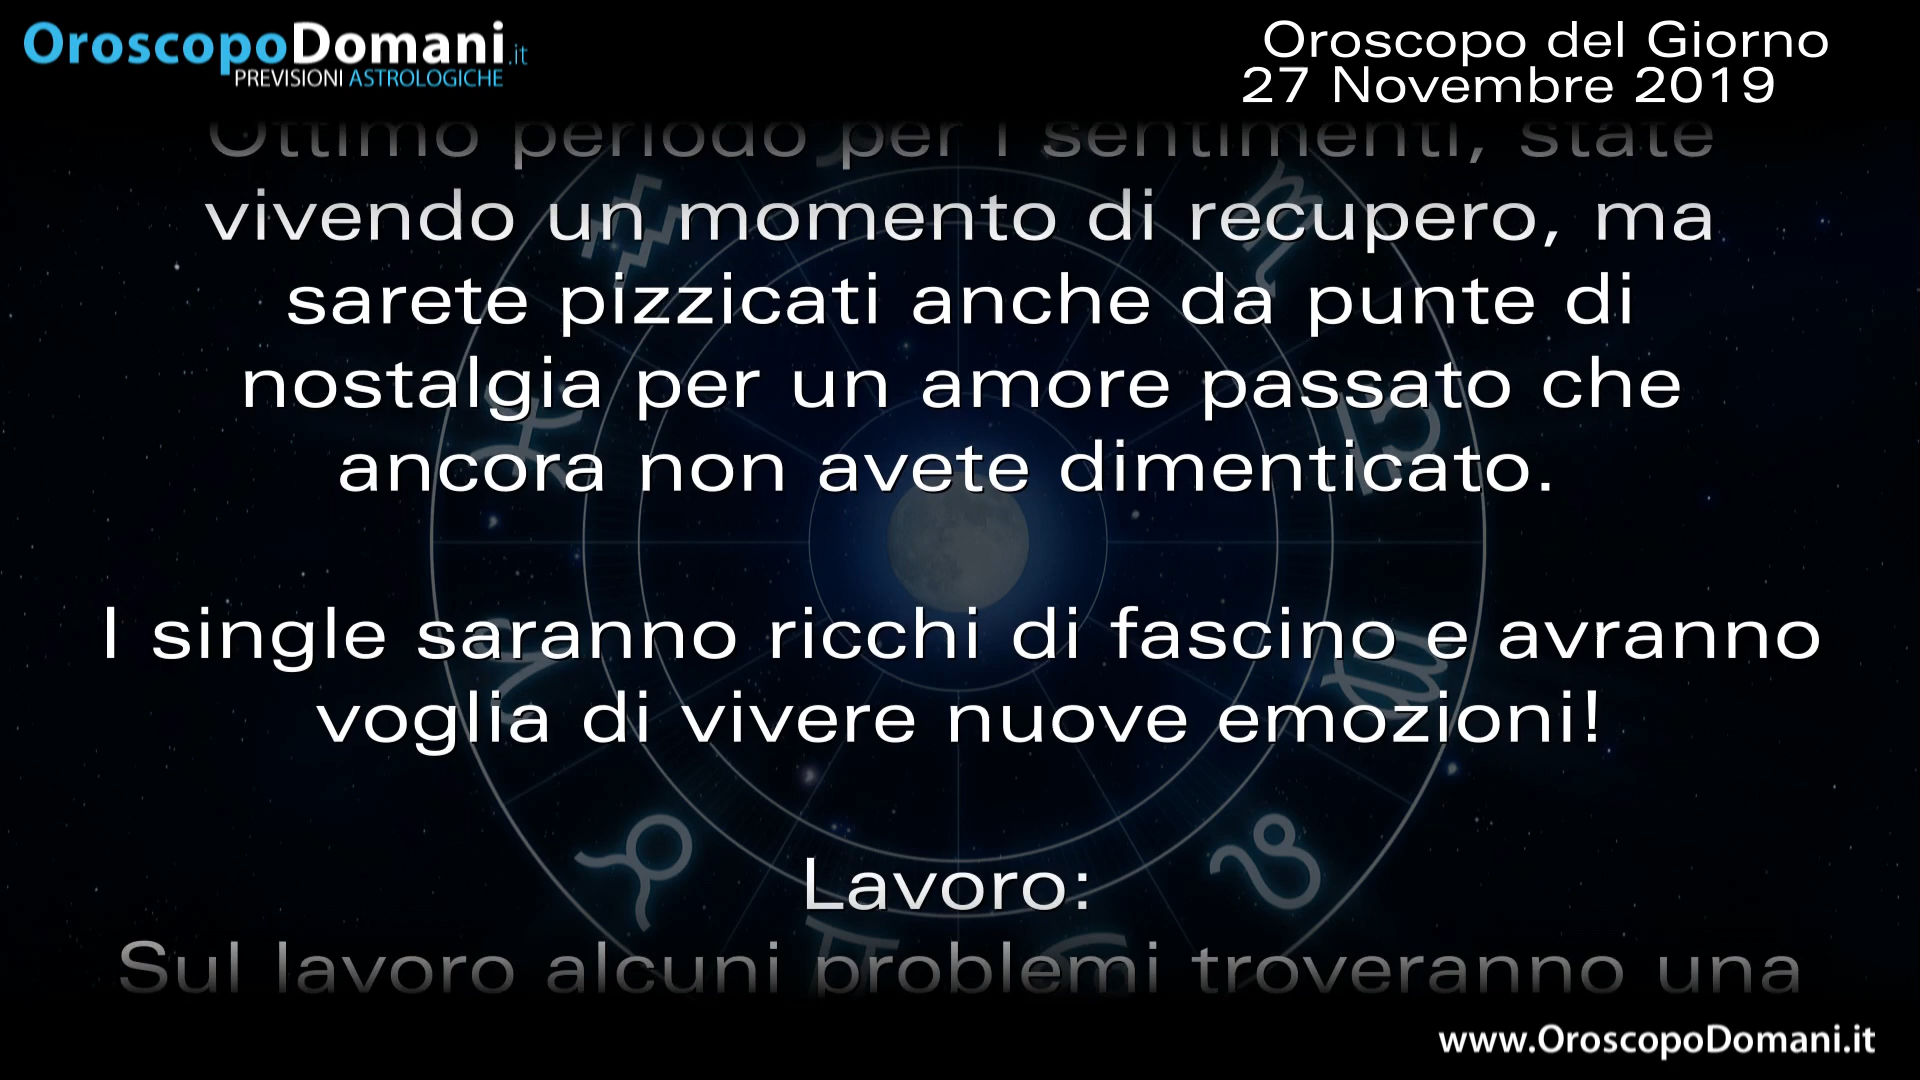 OroscopoDomani.it
PREVISIONI ASTROLOGICHE
Oroscopo del Giorno
27 Novembre 2019
Ottimo periodo per i sentimenti, state
vivendo un momento di recupero, ma
sarete pizzicati anche da punte di
nostalgia per un amore passato che
ancora non avete dimenticato.
I single saranno ricchi di fascino e avranno
voglia di vivere nuove emozioni!
Lavoro:
Sul lavoro alcuni problemi troveranno una
www.OroscopoDomani.it